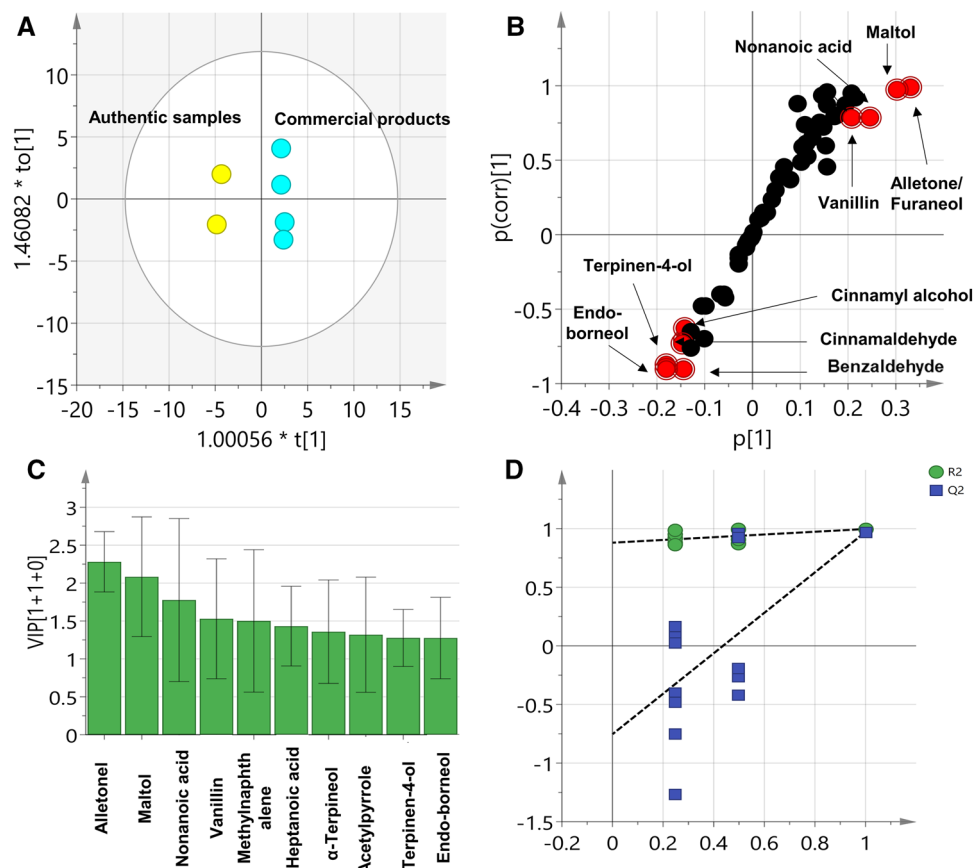 A
10
5
0
-5
-10
-15
Authentic samples
Commercial products
1.46082 * to[1]
-20
-15
-10
-5
0
5
10
15
1.00056 * t[1]
B
Maltol
Nonanoic acid
1
0.5
0
-0.5
-1
p(corr)[1]
Vanillin
Alletone/
Furaneol
Terpinen-4-ol
Endo-
borneol
Cinnamyl alcohol
Cinnamaldehyde
Benzaldehyde
-0.4
-0.3
-0.2
-0.1
0
0.1
0.2
0.3
p[1]
C
3
2.5
2
1.5
1
0.5
0
VIP[1+1+0]
Alletonel
Maltol
Nonanoic acid
Vanillin
Methylnaphth
alene
Heptanoic acid
α-Terpineol
Acetylpyrrole
Terpinen-4-ol
Endo-borneol
D
R2
Q2
1
0.5
0
-0.5
-1
-1.5
-0.2
0
0.2
0.4
0.6
0.8
1